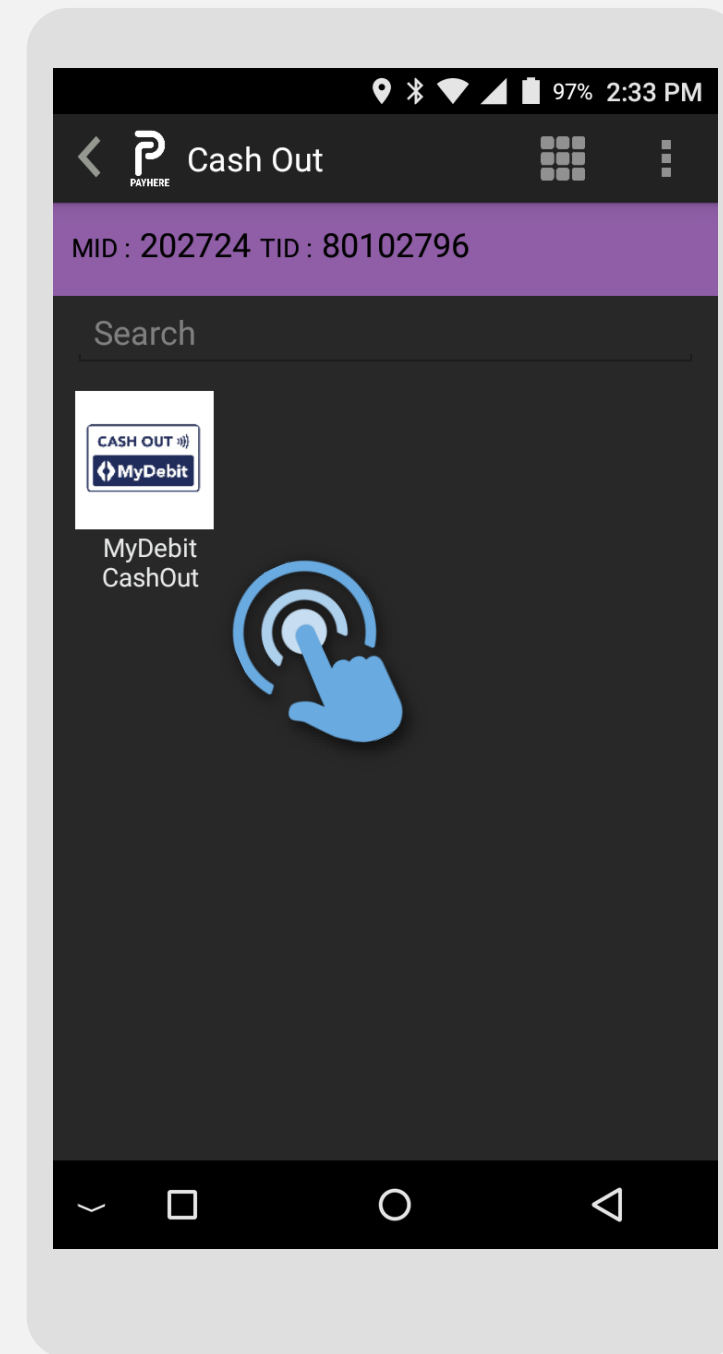 97% 2:33 PM
PAYHERE Cash Out
MID : 202724 TID : 80102796
Search
CASH OUT
MyDebit
MyDebit
CashOut